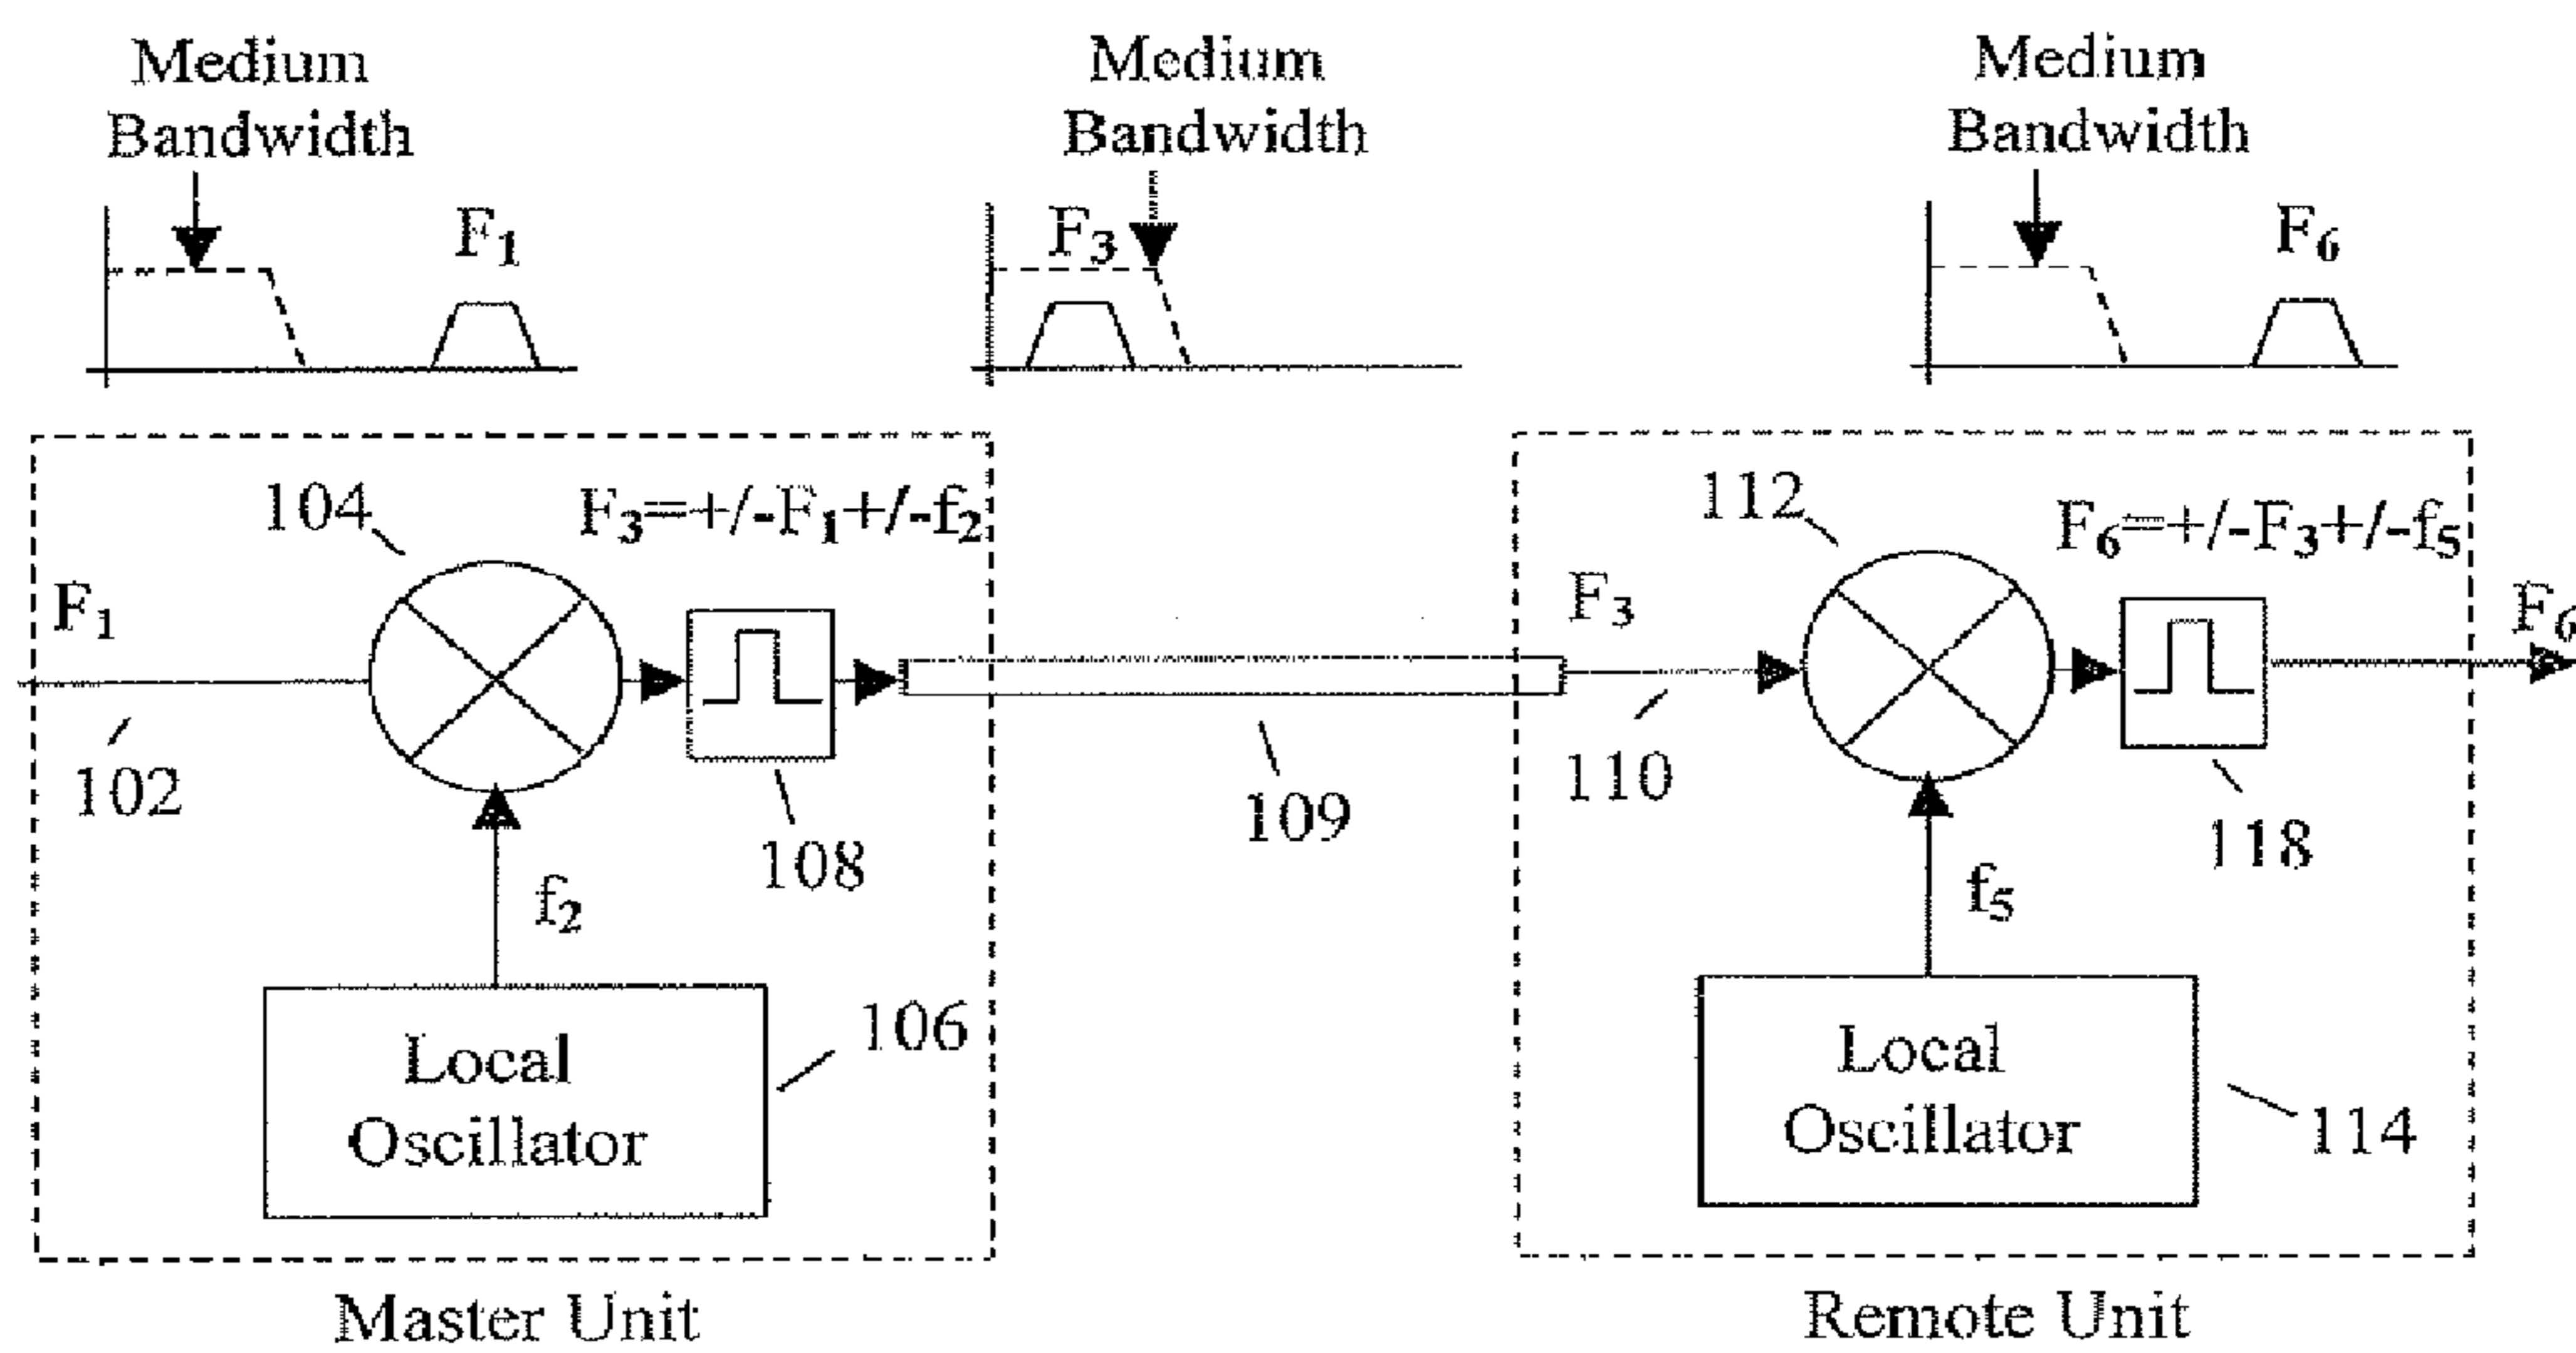 Medium
Bandwidth
F1
Medium
Bandwidth
F3
Medium
Bandwidth
F6
104
F3=+/-F1+/-f2
F1
102
108
f2
Local
Oscillator
106
Master Unit
109
112
F6=+/-F3+/-f5
F3
110
F6
118
f5
Local
Oscillator
114
Remote Unit